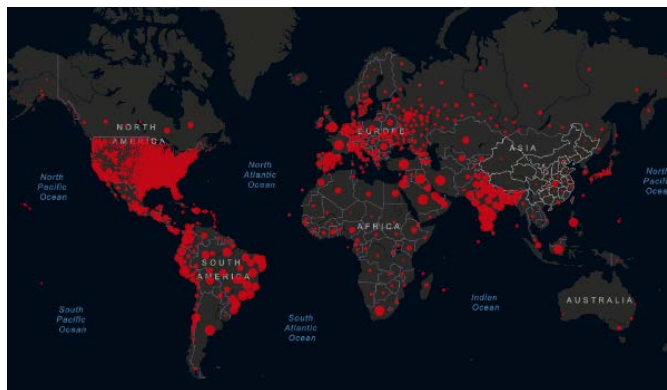 NORTH
AMERICA
EUROPE
ASIA
North
Pacific
Ocean
North
Atlantic
Ocean
North
Pacific
Ocean
AFRICA
SOUTH
AMERICA
Indian
Ocean
AUSTRALIA
South
Pacific
Ocean
South
Atlantic
Ocean